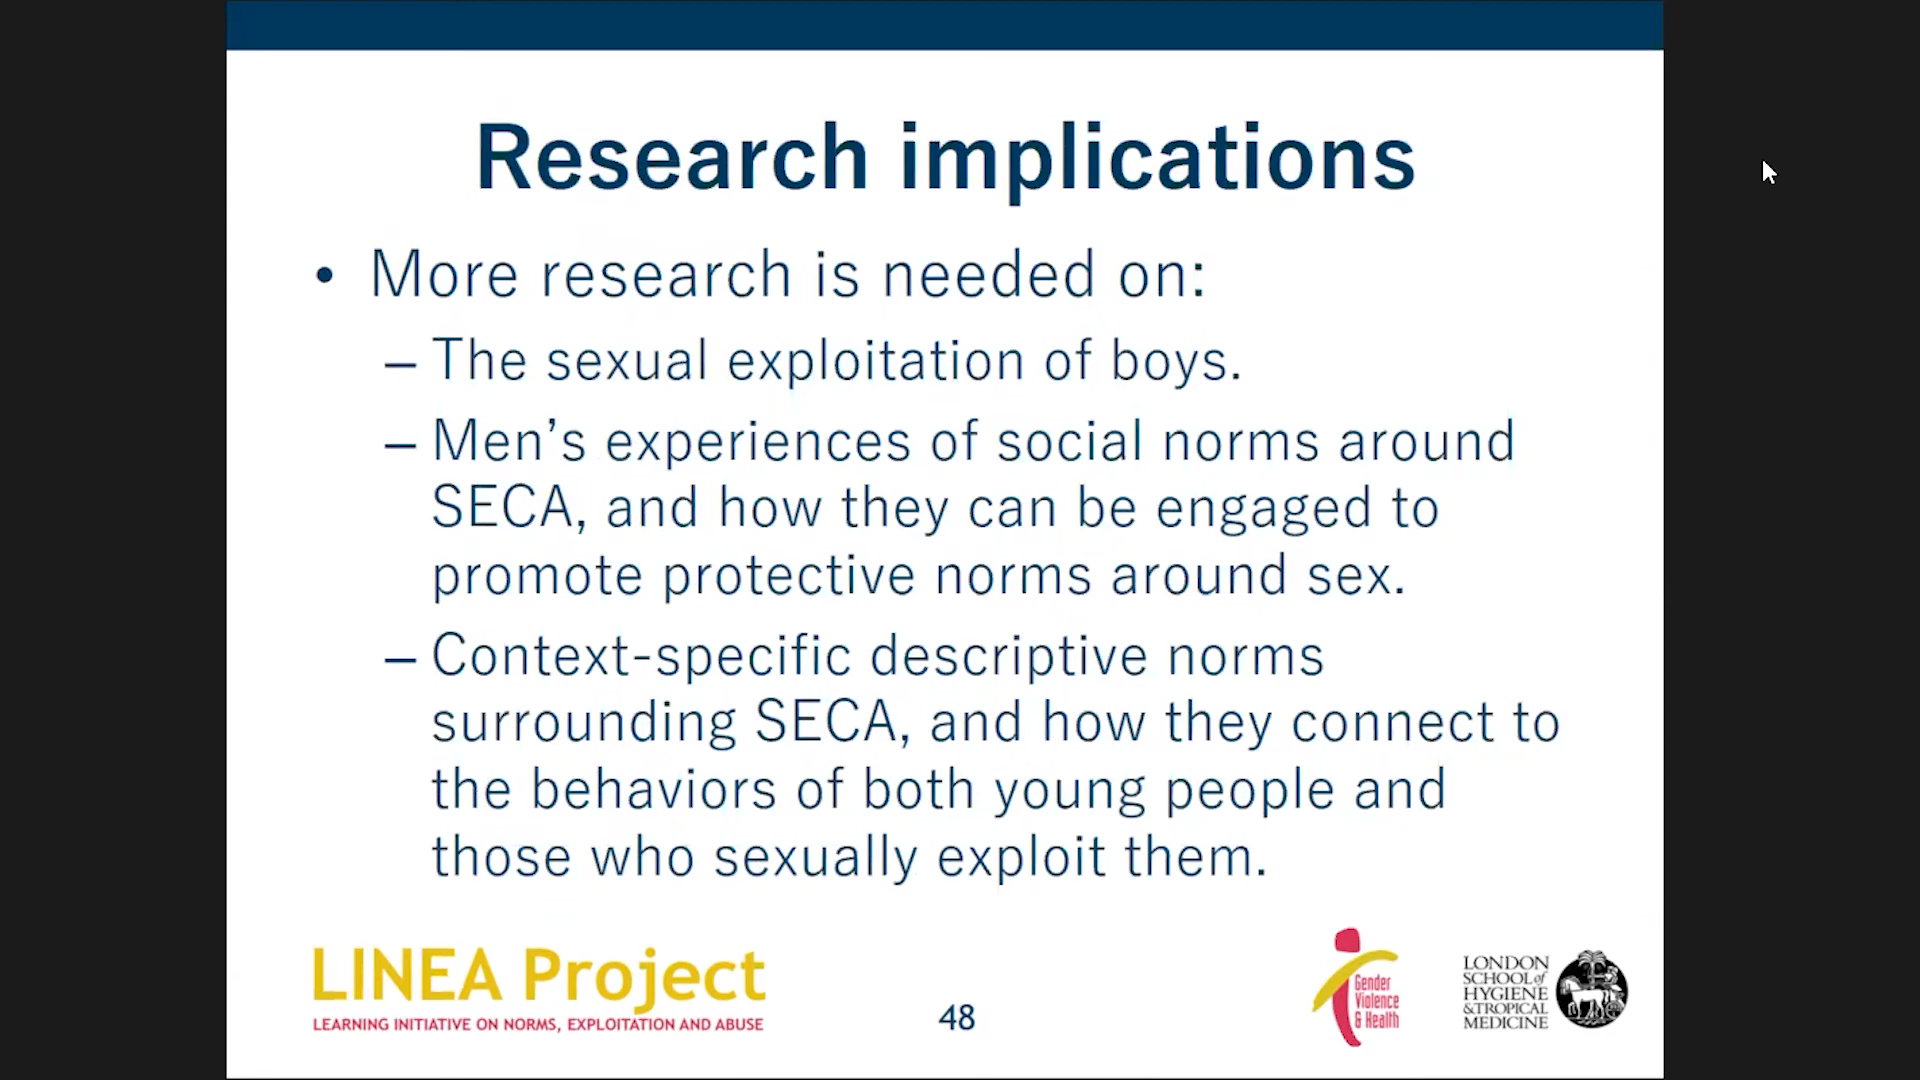 Research implications
• More research is needed on:
– The sexual exploitation of boys.
– Men’s experiences of social norms around
SECA, and how they can be engaged to
promote protective norms around sex.
– Context-specific descriptive norms
surrounding SECA, and how they connect to
the behaviors of both young people and
those who sexually exploit them.
LINEA Project
LEARNING INITIATIVE ON NORMS, EXPLOITATION AND ABUSE
48
Gender
Violence
& Health
LONDON
SCHOOL of
HYGIENE
& TROPICAL
MEDICINE